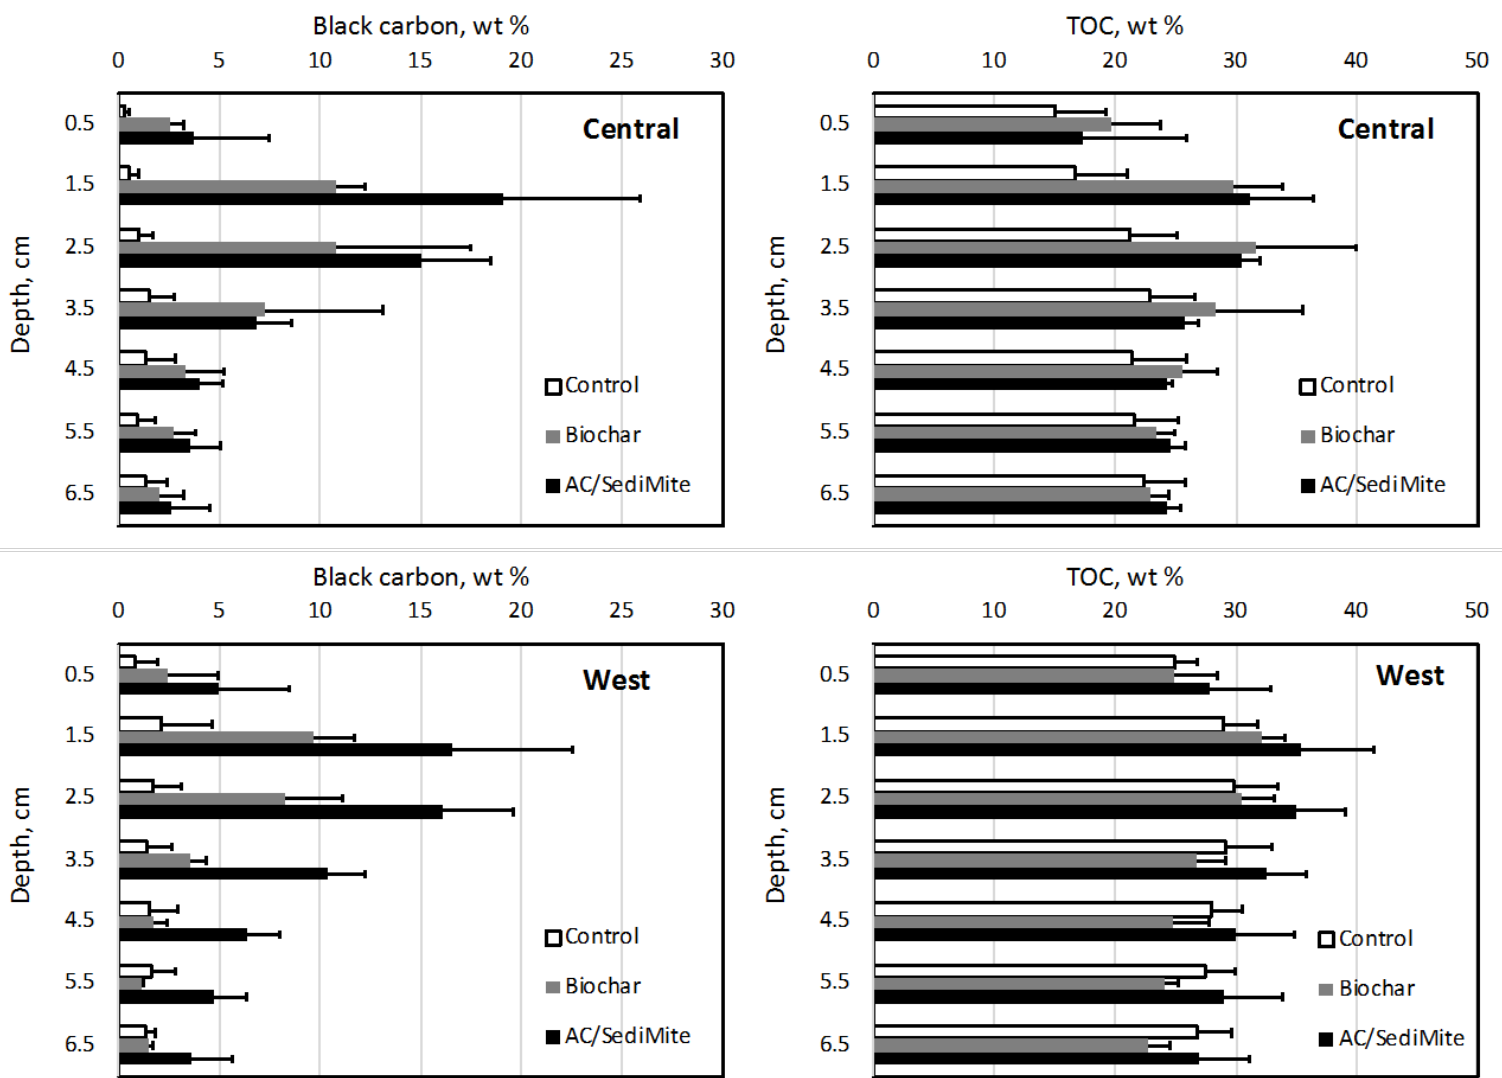 Black carbon, wt %
0 5 10 15 20 25 30
Central
Depth, cm
0.5
1.5
2.5
3.5
4.5
5.5
6.5
Control
Biochar
AC/SediMite
TOC, wt %
0 10 20 30 40 50
Central
Depth, cm
0.5
1.5
2.5
3.5
4.5
5.5
6.5
Control
Biochar
AC/SediMite
Black carbon, wt %
0 5 10 15 20 25 30
West
Depth, cm
0.5
1.5
2.5
3.5
4.5
5.5
6.5
Control
Biochar
AC/SediMite
TOC, wt %
0 10 20 30 40 50
West
Depth, cm
0.5
1.5
2.5
3.5
4.5
5.5
6.5
Control
Biochar
AC/SediMite